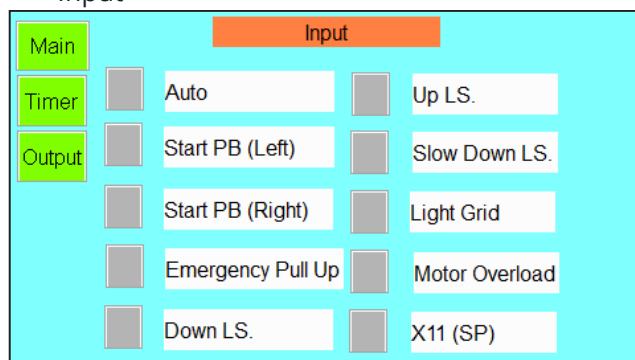 Input
Input
Main
Timer
Output
Auto
Start PB (Left)
Start PB (Right)
Emergency Pull Up
Down LS.
Up LS.
Slow Down LS.
Light Grid
Motor Overload
X11 (SP)